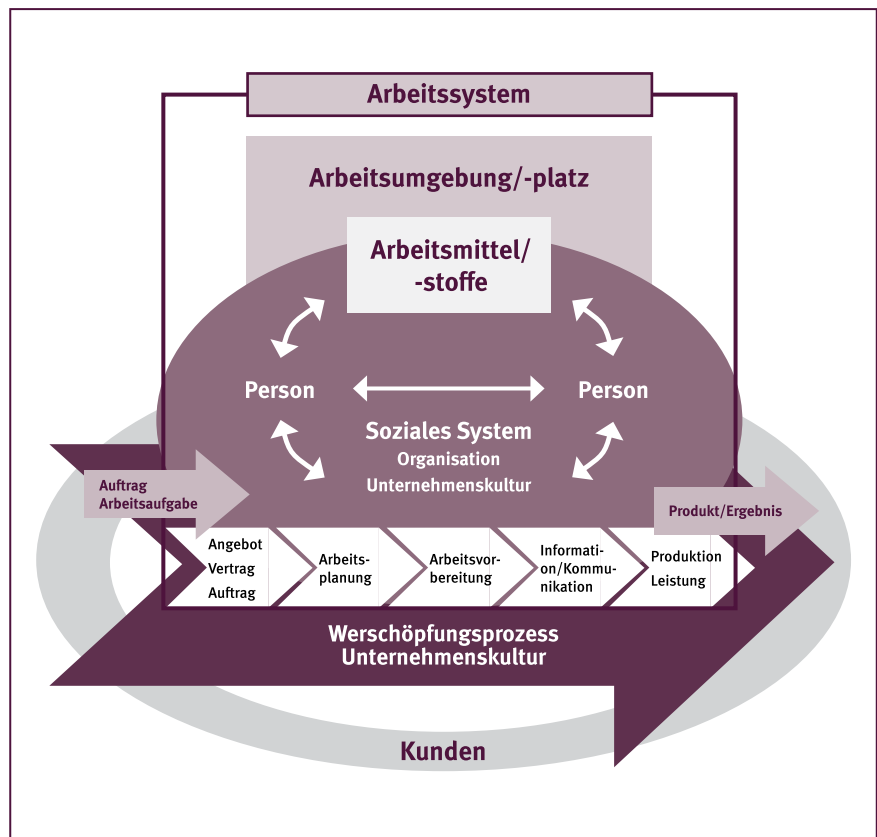 Arbeitssystem
Arbeitsumgebung/-platz
Arbeitsmittel/
-stoffe
Person
Person
Soziales System
Organisation
Unternehmenskultur
Auftrag
Arbeitsaufgabe
Produkt/Ergebnis
Angebot
Vertrag
Auftrag
Arbeits-
planung
Arbeitsvor-
bereitung
Informati-
on/Kommu-
nikation
Produktion
Leistung
Werschöpfungsprozess
Unternehmenskultur
Kunden